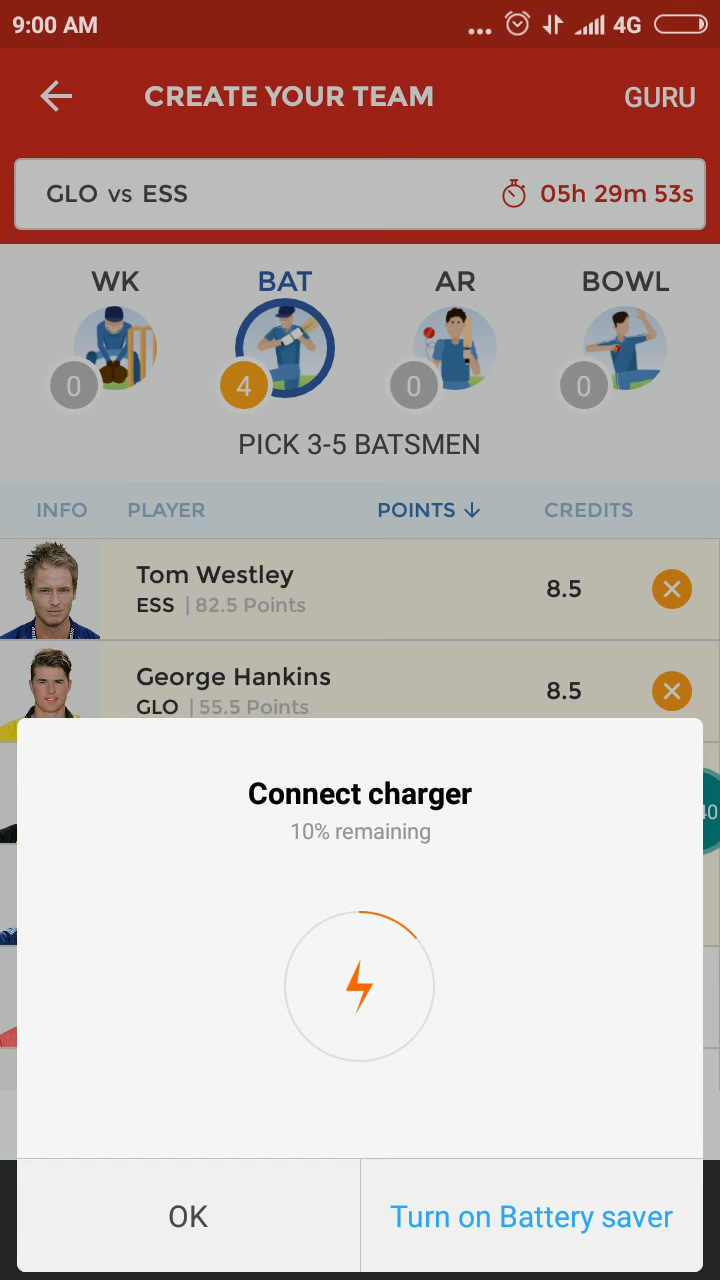 9:00 AM ... 4G
CREATE YOUR TEAM GURU
GLO vs ESS 05h 29m 53s
WK BAT AR BOWL
0 4 0 0
PICK 3-5 BATSMEN
INFO PLAYER POINTS CREDITS
Tom Westley
ESS | 82.5 Points 8.5
George Hankins
GLO | 55.5 Points 8.5
Connect charger
10% remaining
OK Turn on Battery saver